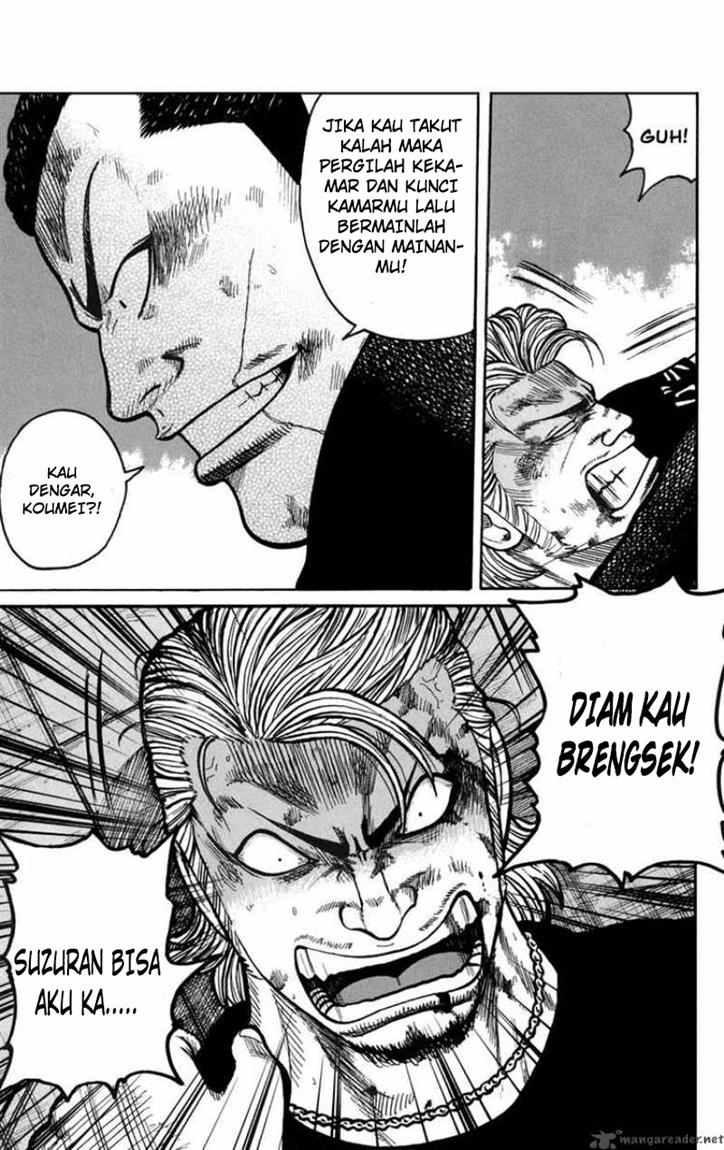 GUH!
JIKA KAU TAKUT
KALAH MAKA
PERGILAH KEKA-
MAR DAN KUNCI
KAMARMU LALU
BERMAINLAH
DENGAN MAINAN-
MU!
KAU
DENGAR,
KOUMEI?!
DIAM KAU
BRENGSEK!
SUZURAN BISA
AKU KA.....
mangareader.net